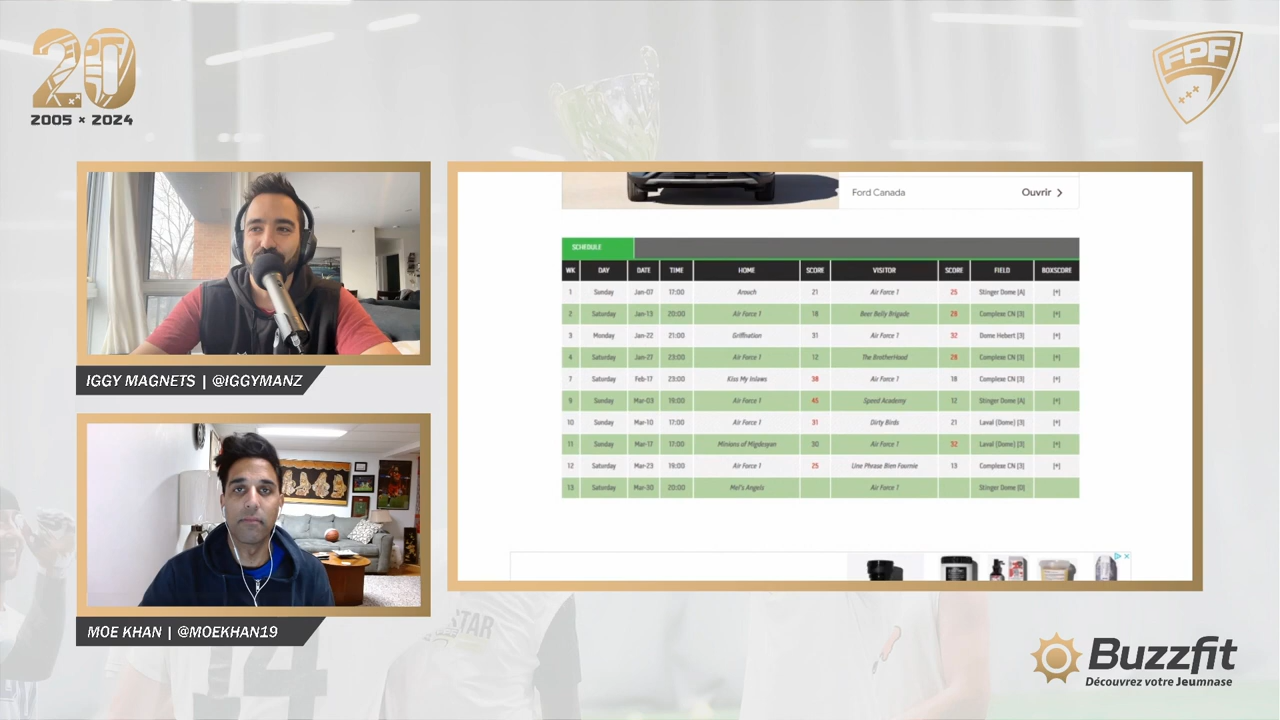 20
2005 × 2024
FPF
Ford Canada
Ouvrir
SCHEDULE
WK DAY DATE TIME HOME SCORE VISITOR SCORE FIELD BOXSCORE
1 Sunday Jan-07 17:00 Arouch 21 Air Force 1 25 Stinger Dome [A] [+]
2 Saturday Jan-13 20:00 Air Force 1 18 Beer Belly Brigade 28 Complexe CN [3] [+]
3 Monday Jan-22 21:00 Griffination 31 Air Force 1 32 Dome Hebert [3] [+]
4 Saturday Jan-27 23:00 Air Force 1 12 The BrotherHood 28 Complexe CN [3] [+]
7 Saturday Feb-17 23:00 Kiss My Inlaws 38 Air Force 1 18 Complexe CN [3] [+]
9 Sunday Mar-03 19:00 Air Force 1 45 Speed Academy 12 Stinger Dome [A] [+]
10 Sunday Mar-10 17:00 Air Force 1 31 Dirty Birds 21 Laval (Dome) [3] [+]
11 Sunday Mar-17 17:00 Minions of Migdeyan 30 Air Force 1 32 Laval (Dome) [3] [+]
12 Saturday Mar-23 19:00 Air Force 1 25 Une Phrase Bien Fournie 13 Complexe CN [3] [+]
13 Saturday Mar-30 20:00 Mel's Angels Air Force 1 Stinger Dome [D]
IGGY MAGNETS | @IGGYMANZ
MOE KHAN | @MOEKHAN19
STAR
14
Buzzfit
Découvrez votre Jeumnase